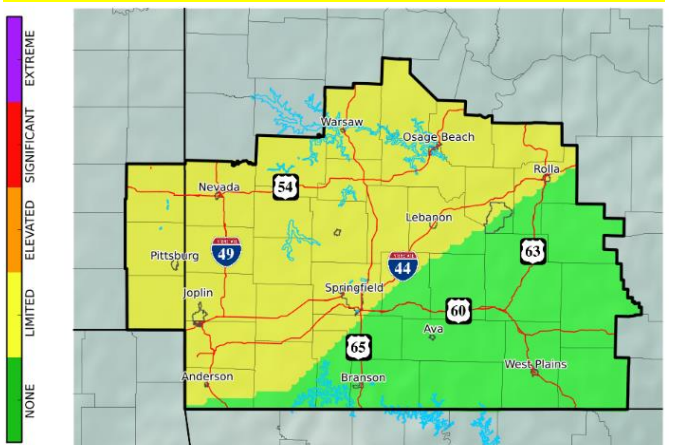 EXTREME
SIGNIFICANT
ELEVATED
LIMITED
NONE
Warsaw
Osage Beach
Rolla
Nevada
54
Lebanon
63
Pittsburg
49
44
Joplin
Springfield
60
Ava
65
Anderson
Branson
West Plains